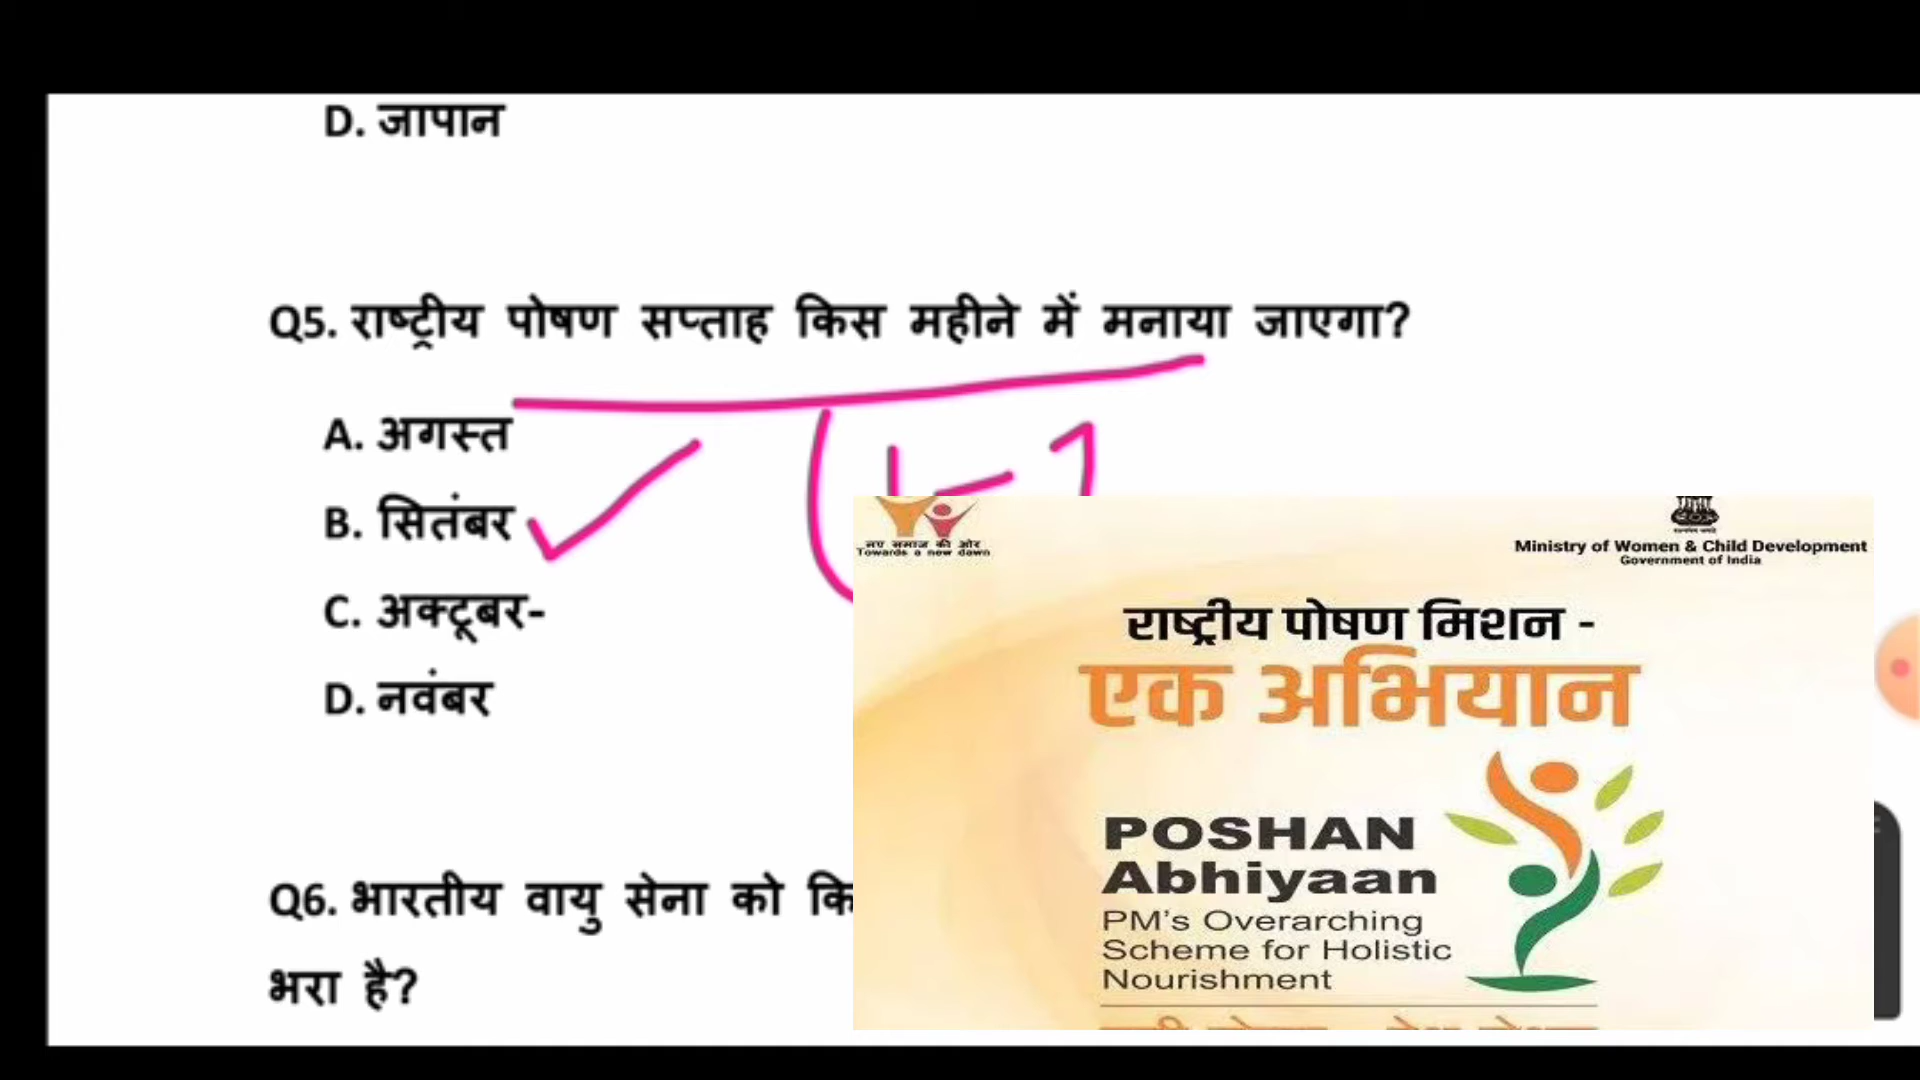 D. जापान
Q5. राष्ट्रीय पोषण सप्ताह किस महीने में मनाया जाएगा?
A. अगस्त
B. सितंबर
C. अक्टूबर-
D. नवंबर
1-7
नए समाज की ओर
Towards a new dawn
Ministry of Women & Child Development
Government of India
राष्ट्रीय पोषण मिशन -
एक अभियान
POSHAN
Abhiyaan
PM's Overarching
Scheme for Holistic
Nourishment
Q6. भारतीय वायु सेना को
भरा है?